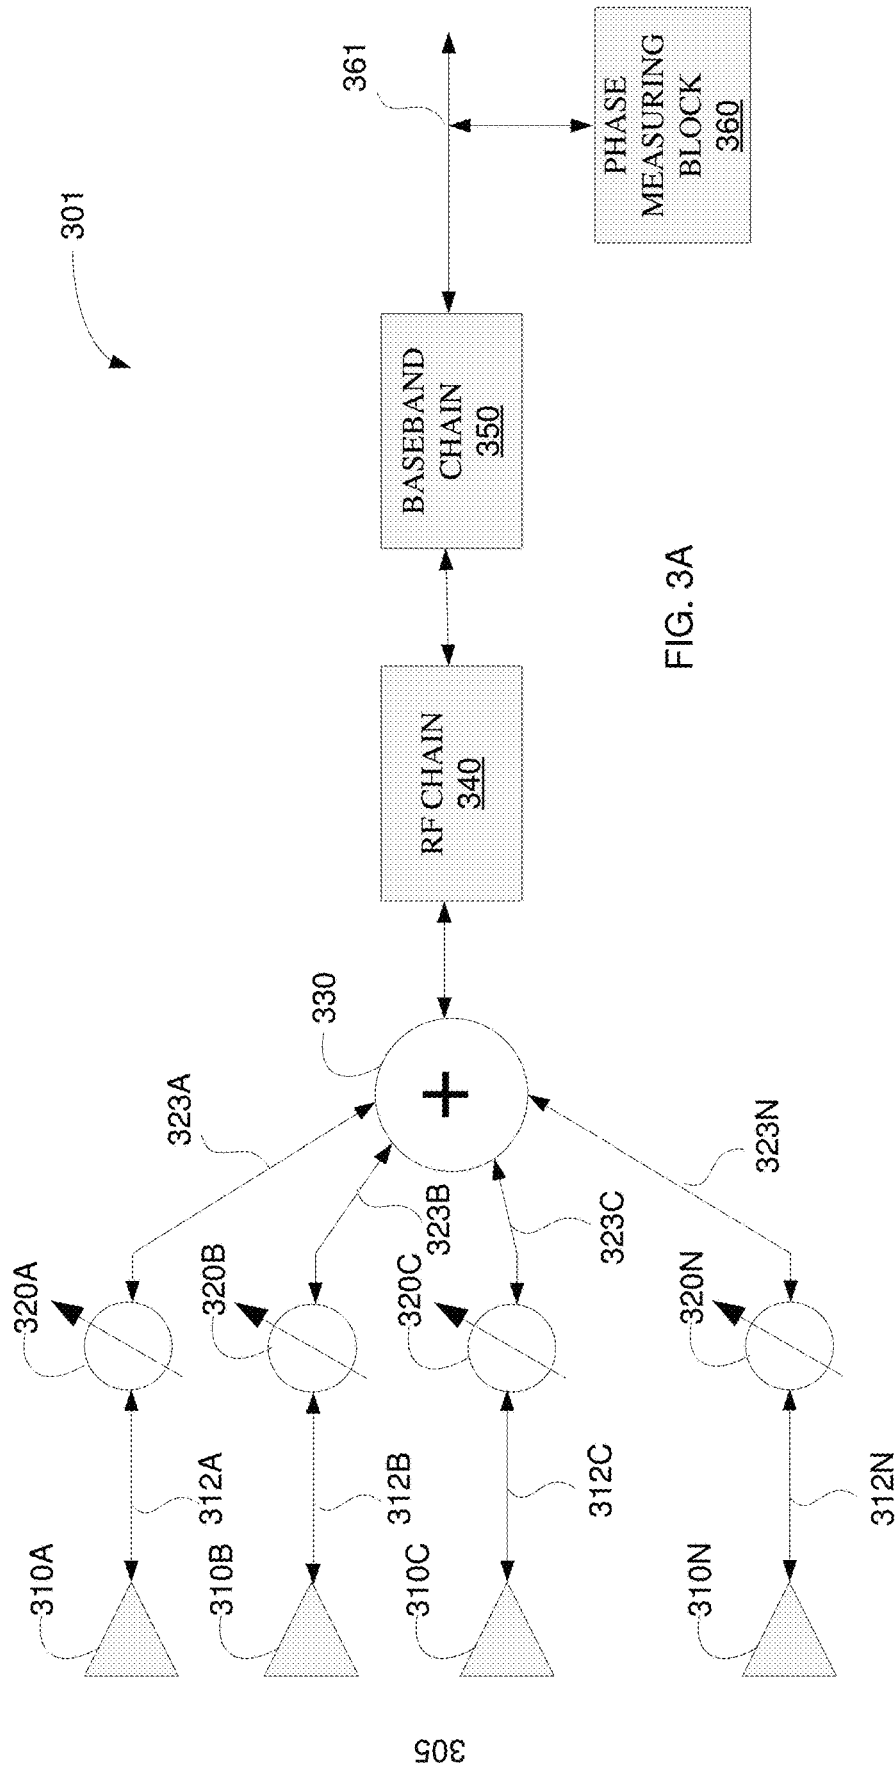 301
305
310A
312A
320A
323A
310B
312B
320B
323B
310C
312C
320C
323C
310N
312N
320N
323N
330
+
RF CHAIN
340
BASEBAND
CHAIN
350
361
PHASE
MEASURING
BLOCK
360
FIG. 3A